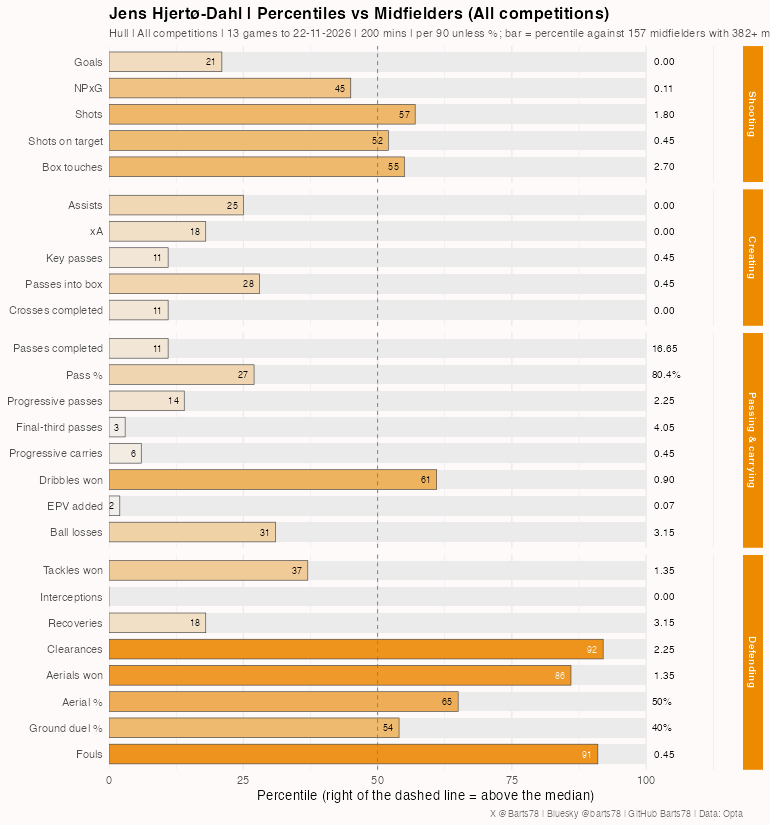 Jens Hjertø-Dahl | Percentiles vs Midfielders (All competitions)
Hull | All competitions | 13 games to 22-11-2026 | 200 mins | per 90 unless %; bar = percentile against 157 midfielders with 382+ m
Goals 21 0.00
NPxG 45 0.11
Shots 57 1.80
Shots on target 52 0.45
Box touches 55 2.70
Shooting
Assists 25 0.00
xA 18 0.00
Key passes 11 0.45
Passes into box 28 0.45
Crosses completed 11 0.00
Creating
Passes completed 11 16.65
Pass % 27 80.4%
Progressive passes 14 2.25
Final-third passes 3 4.05
Progressive carries 6 0.45
Dribbles won 61 0.90
EPV added 2 0.07
Ball losses 31 3.15
Passing & carrying
Tackles won 37 1.35
Interceptions 0.00
Recoveries 18 3.15
Clearances 92 2.25
Aerials won 86 1.35
Aerial % 65 50%
Ground duel % 54 40%
Fouls 91 0.45
Defending
0 25 50 75 100
Percentile (right of the dashed line = above the median)
X @Barts78 | Bluesky @barts78 | GitHub Barts78 | Data: Opta